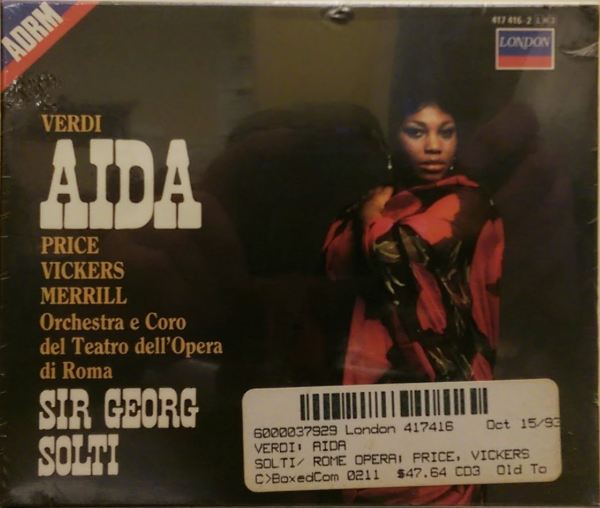 ADRM
417 416-2 LH3
LONDON
VERDI
AIDA
PRICE
VICKERS
MERRILL
Orchestra e Coro
del Teatro dell'Opera
di Roma
SIR GEORG
SOLTI
6000037929 London 417416 Oct 15/93
VERDI; AIDA
SOLTI/ ROME OPERA; PRICE, VICKERS
C>BoxedCom 0211 $47.64 CD3 Old To